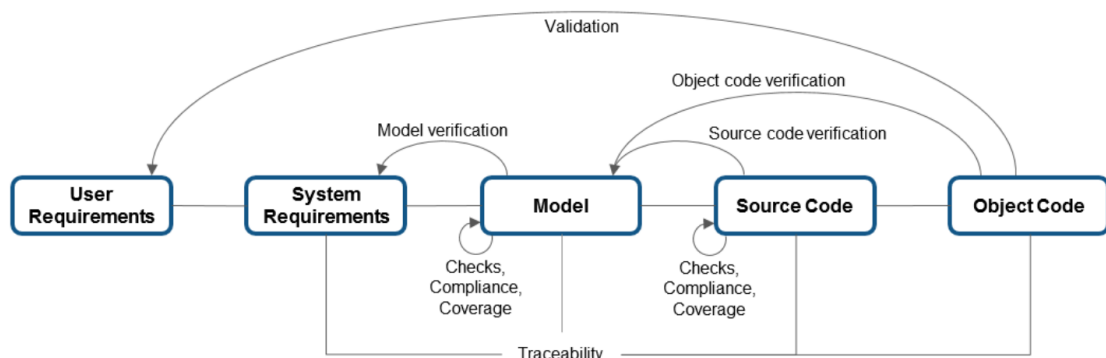 Validation
Object code verification
Model verification
Source code verification
User
Requirements
System
Requirements
Model
Source Code
Object Code
Checks,
Compliance,
Coverage
Checks,
Compliance,
Coverage
Traceability